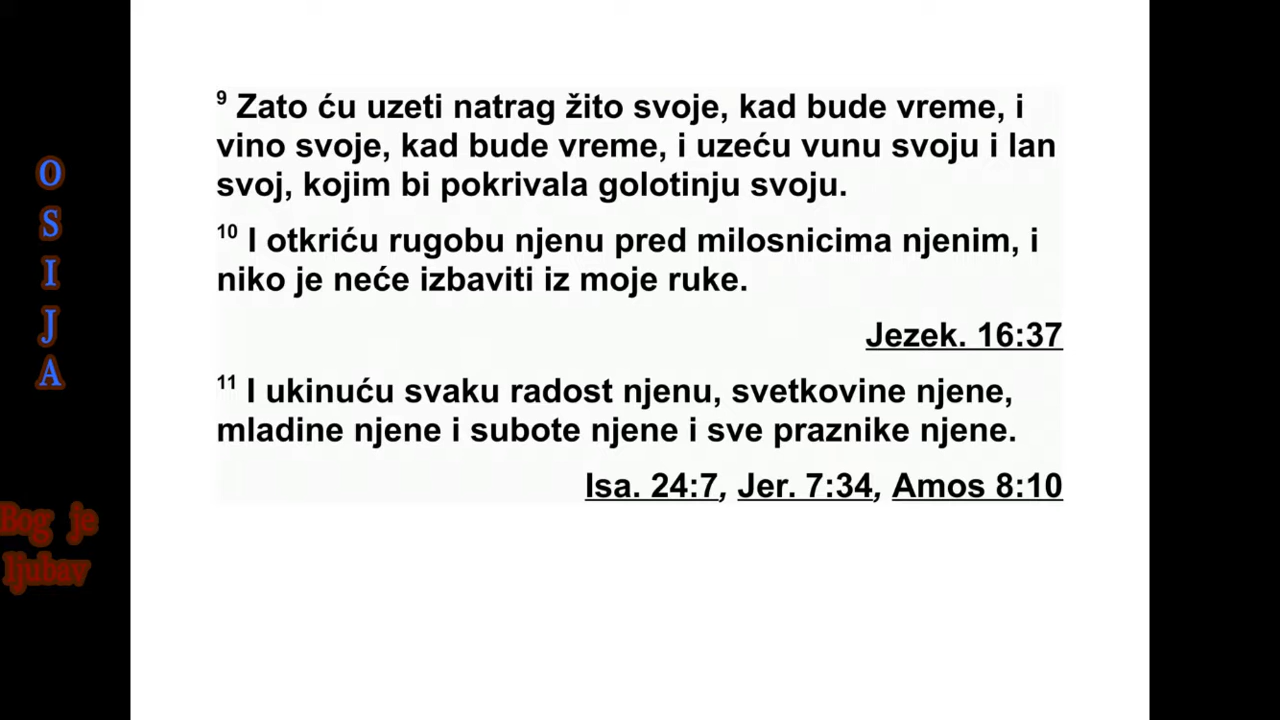 O
S
I
J
A
Bog je
ljubav
9 Zato ću uzeti natrag žito svoje, kad bude vreme, i
vino svoje, kad bude vreme, i uzeću vunu svoju i lan
svoj, kojim bi pokrivala golotinju svoju.
10 I otkriću rugobu njenu pred milosnicima njenim, i
niko je neće izbaviti iz moje ruke.
Jezek. 16:37
11 I ukinuću svaku radost njenu, svetkovine njene,
mladine njene i subote njene i sve praznike njene.
Isa. 24:7, Jer. 7:34, Amos 8:10